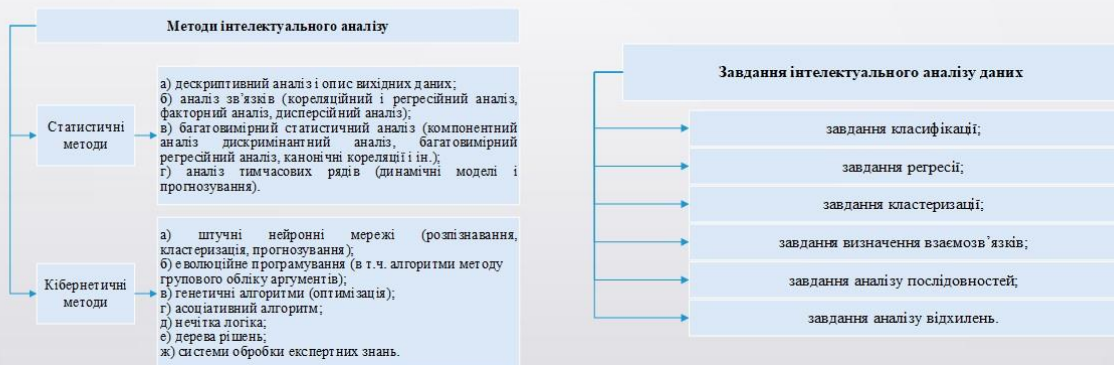 Методи інтелектуального аналізу
Статистичні
методи
а) дескриптивний аналіз і опис вихідних даних;
б) аналіз зв’язків (кореляційний і регресійний аналіз,
факторний аналіз, дисперсійний аналіз);
в) багатовимірний статистичний аналіз (компонентний
аналіз дискримінантний аналіз, багатовимірний
регресійний аналіз, канонічні кореляції і ін.);
г) аналіз тимчасових рядів (динамічні моделі і
прогнозування).
Кібернетичні
методи
а) штучні нейронні мережі (розпізнавання,
кластеризація, прогнозування);
б) еволюційне програмування (в т.ч. алгоритми методу
групового обліку аргументів);
в) генетичні алгоритми (оптимізація);
г) асоціативний алгоритм;
д) нечітка логіка;
е) дерева рішень;
ж) системи обробки експертних знань.
Завдання інтелектуального аналізу даних
завдання класифікації;
завдання регресії;
завдання кластеризації;
завдання визначення взаємозв’язків;
завдання аналізу послідовностей;
завдання аналізу відхилень.